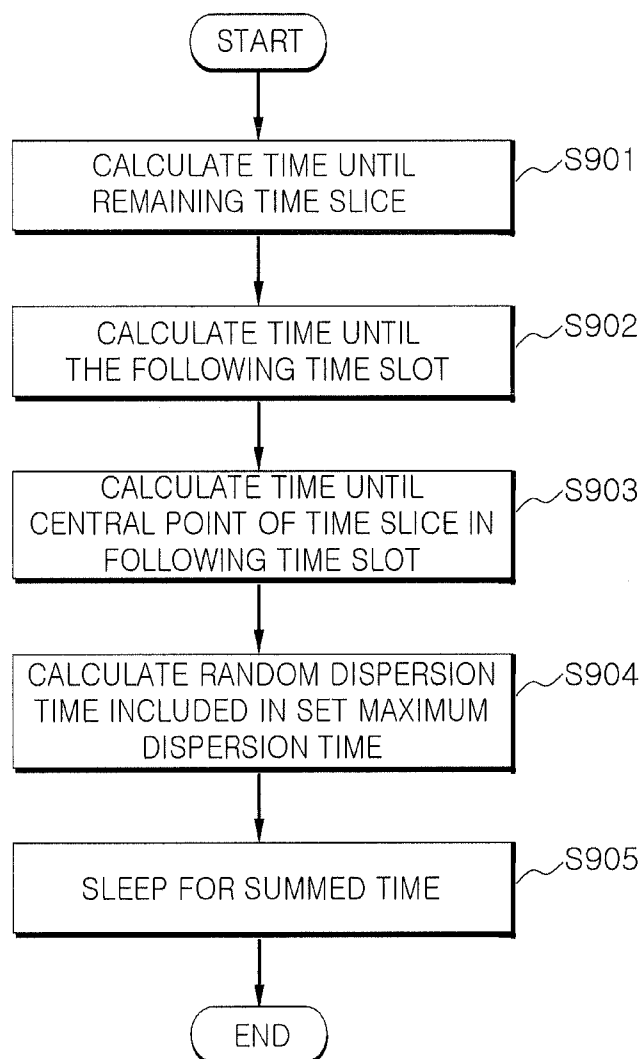 START
CALCULATE TIME UNTIL
REMAINING TIME SLICE
S901
CALCULATE TIME UNTIL
THE FOLLOWING TIME SLOT
S902
CALCULATE TIME UNTIL
CENTRAL POINT OF TIME SLICE IN
FOLLOWING TIME SLOT
S903
CALCULATE RANDOM DISPERSION
TIME INCLUDED IN SET MAXIMUM
DISPERSION TIME
S904
SLEEP FOR SUMMED TIME
S905
END